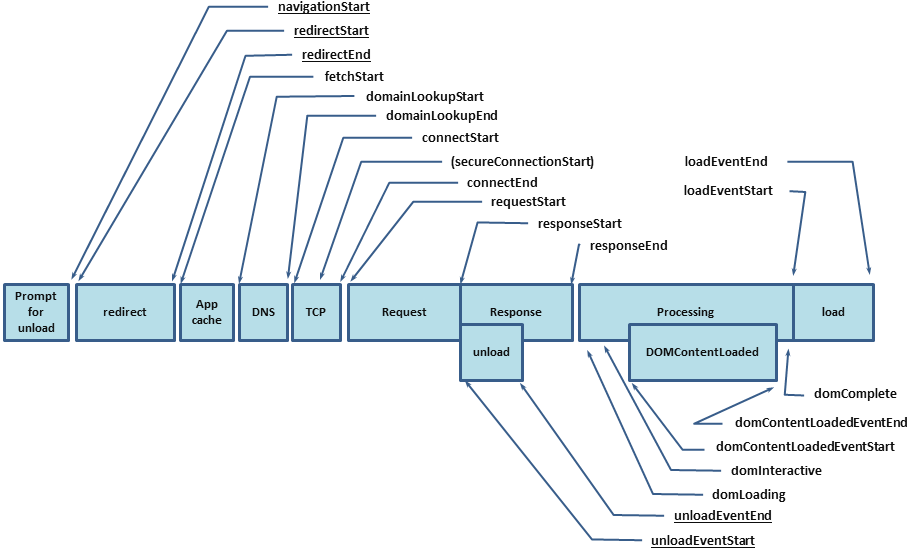 navigationStart
redirectStart
redirectEnd
fetchStart
domainLookupStart
domainLookupEnd
connectStart
(secureConnectionStart)
loadEventEnd
connectEnd
loadEventStart
requestStart
responseStart
responseEnd
Prompt
for
unload
redirect
App
cache
DNS
TCP
Request
Response
Processing
load
unload
DOMContentLoaded
domComplete
domContentLoadedEventEnd
domContentLoadedEventStart
domInteractive
domLoading
unloadEventEnd
unloadEventStart